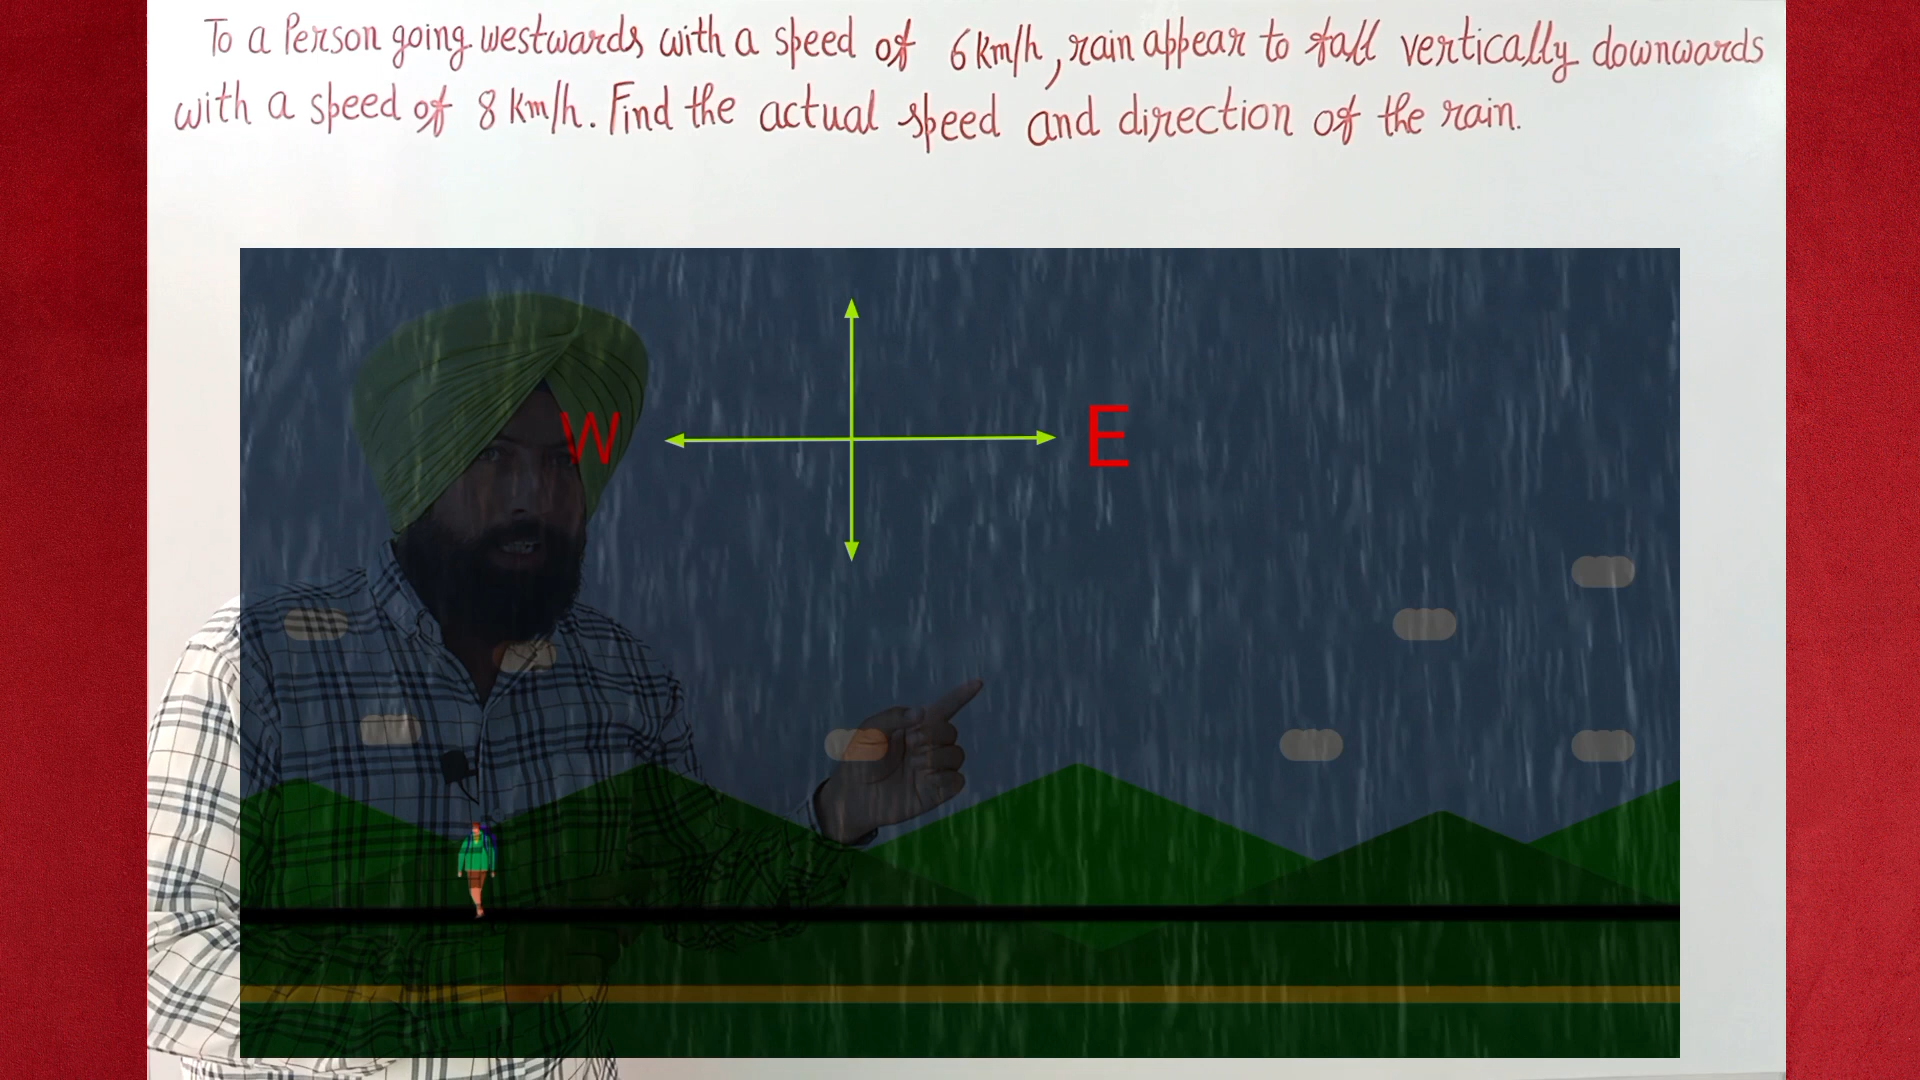 To a Person going westwards with a speed of 6 km/h, rain appear to fall vertically downwards
with a speed of 8 km/h. Find the actual speed and direction of the rain.
W E